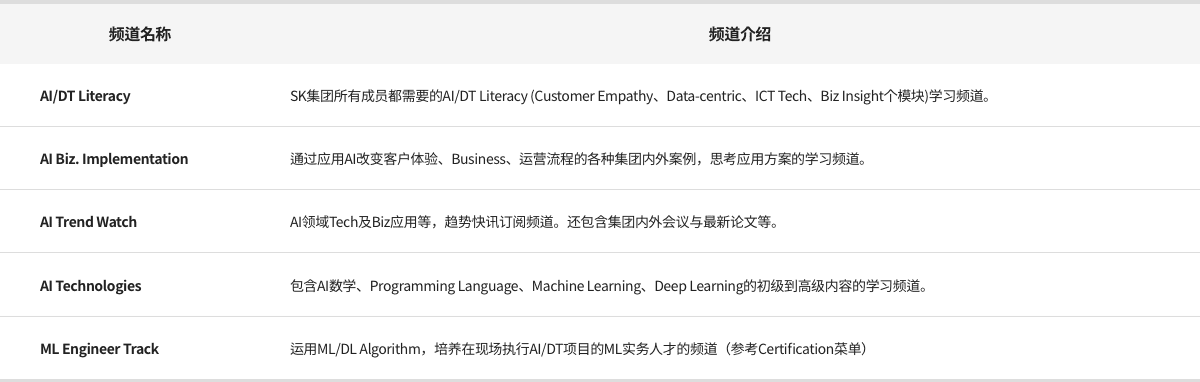 频道名称 频道介绍
AI/DT Literacy SK集团所有成员都需要的AI/DT Literacy (Customer Empathy、Data-centric、ICT Tech、Biz Insight个模块)学习频道。
AI Biz. Implementation 通过应用AI改变客户体验、Business、运营流程的各种集团内外案例，思考应用方案的学习频道。
AI Trend Watch AI领域Tech及Biz应用等，趋势快讯订阅频道。还包含集团内外会议与最新论文等。
AI Technologies 包含AI数学、Programming Language、Machine Learning、Deep Learning的初级到高级内容的学习频道。
ML Engineer Track 运用ML/DL Algorithm，培养在现场执行AI/DT项目的ML实务人才的频道（参考Certification菜单）